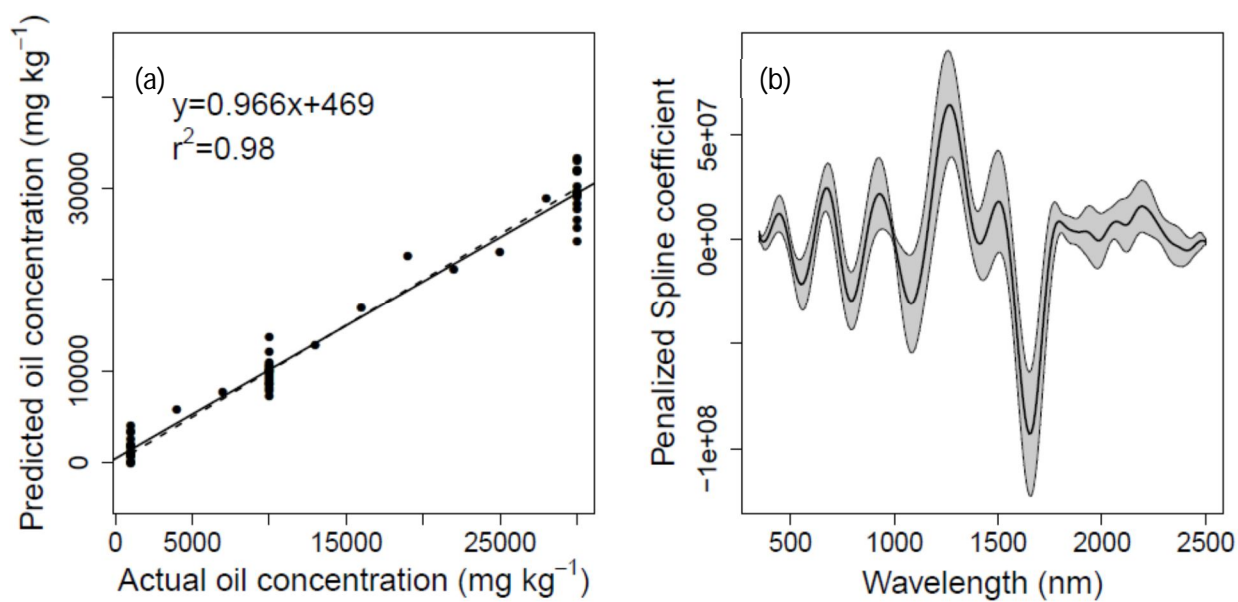 (a)
y=0.966x+469
r²=0.98
Predicted oil concentration (mg kg⁻¹)
30000
10000
0
0 5000 15000 25000
Actual oil concentration (mg kg⁻¹)
(b)
Penalized Spline coefficient
5e+07
0e+00
−1e+08
500 1000 1500 2000 2500
Wavelength (nm)